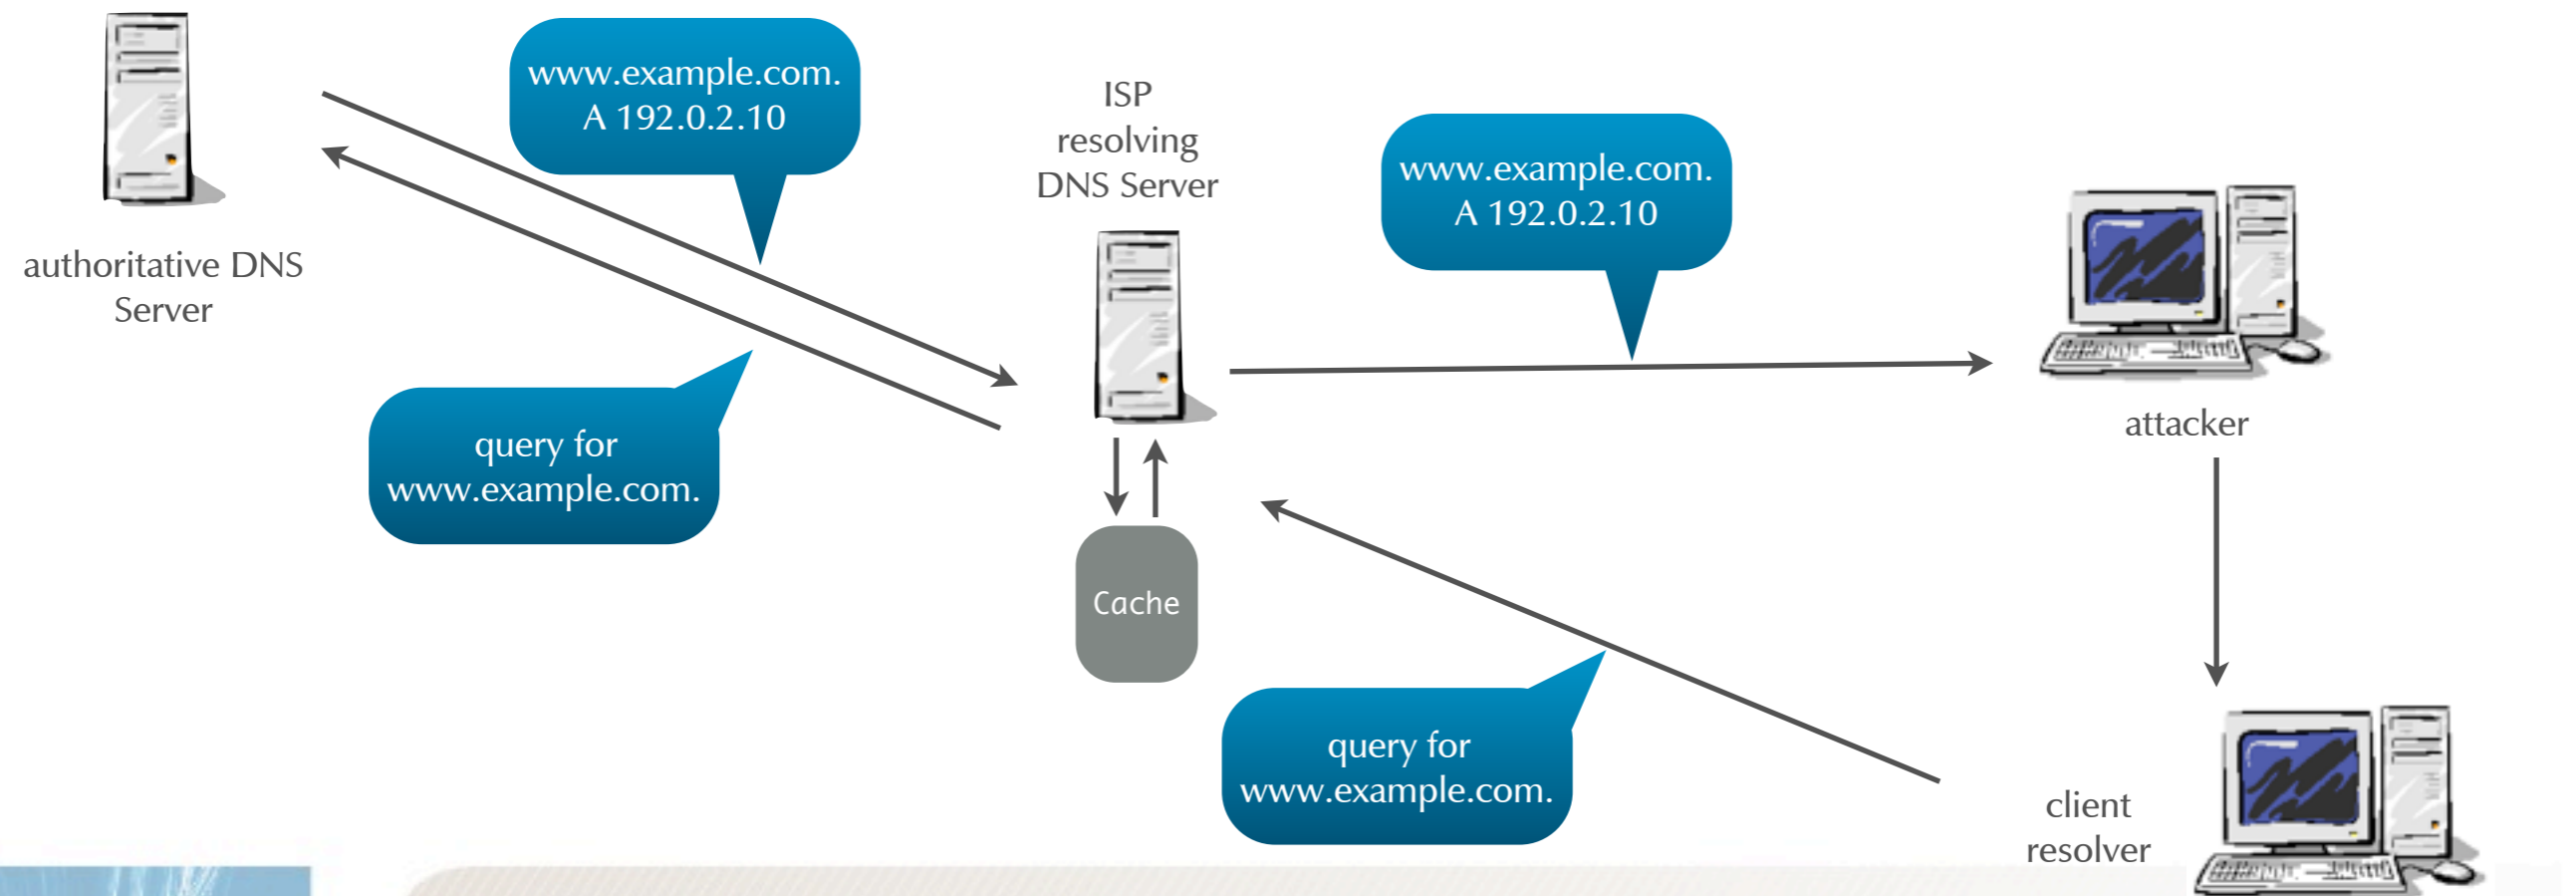 www.example.com.
A 192.0.2.10
ISP
resolving
DNS Server
www.example.com.
A 192.0.2.10
authoritative DNS
Server
attacker
query for
www.example.com.
Cache
query for
www.example.com.
client
resolver